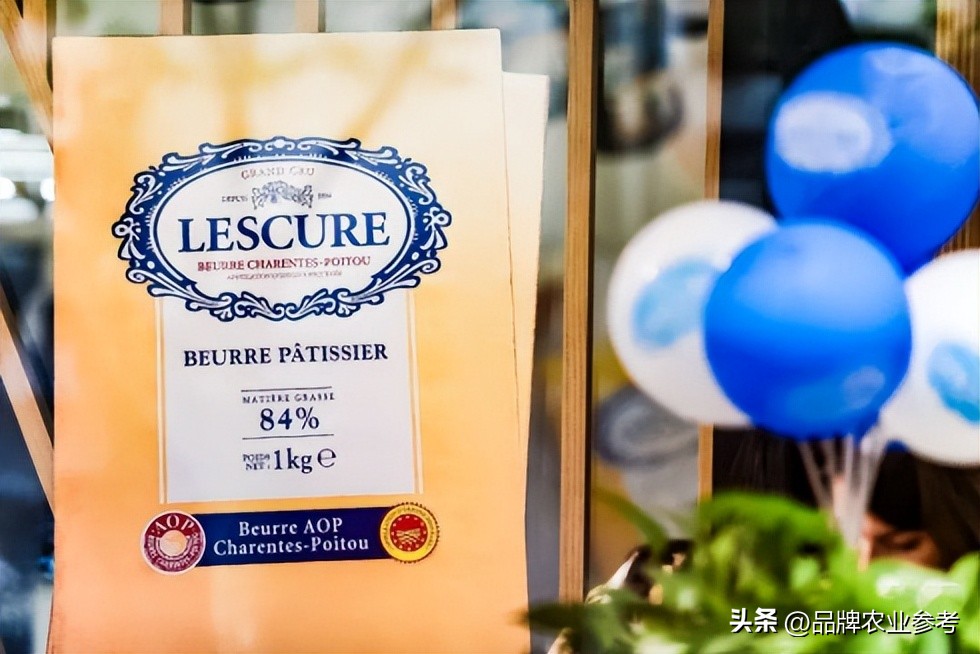 GRAND CRU
DEPUIS 1884
LESCURE
BEURRE CHARENTES-POITOU
BEURRE PÂTISSIER
MATIÈRE GRASSE
84%
POIDS
NET : 1kg ℮
AOP
Beurre AOP
Charentes-Poitou
头条 @品牌农业参考